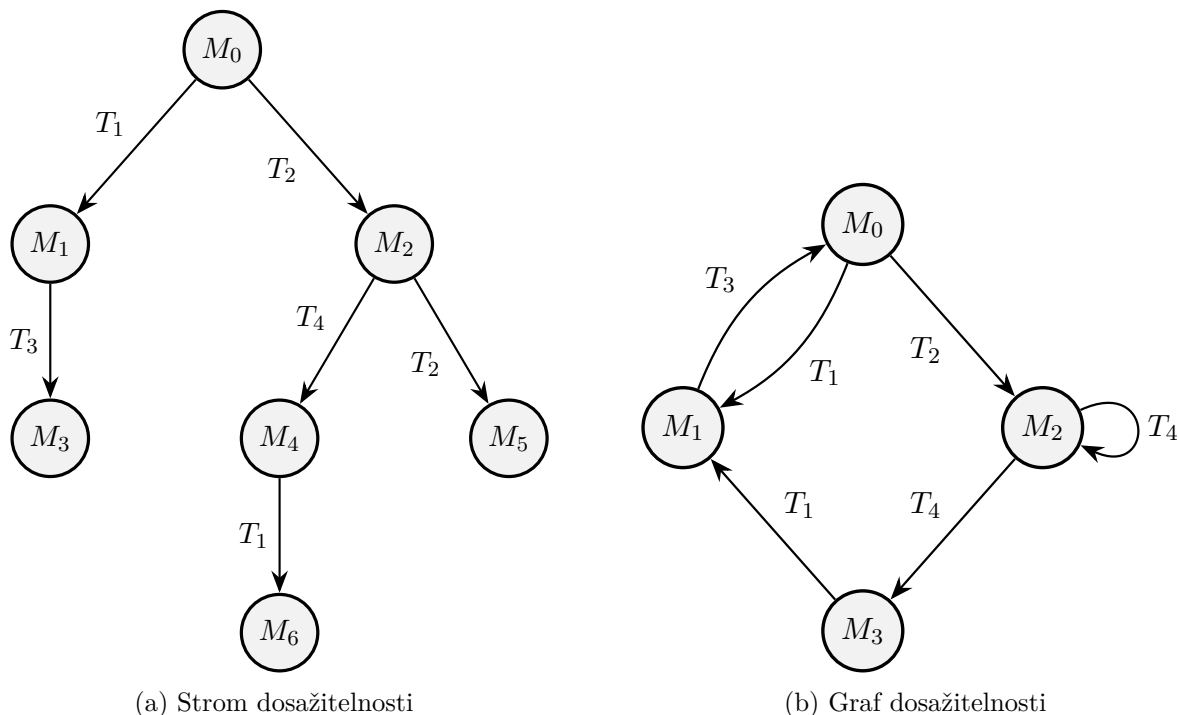 M₀
T₁
T₂
M₁
M₂
T₃
T₄
T₂
M₃
M₄
M₅
T₁
M₆
(a) Strom dosažitelnosti
M₀
T₃
T₁
T₂
M₁
M₂
T₄
T₁
T₄
M₃
(b) Graf dosažitelnosti